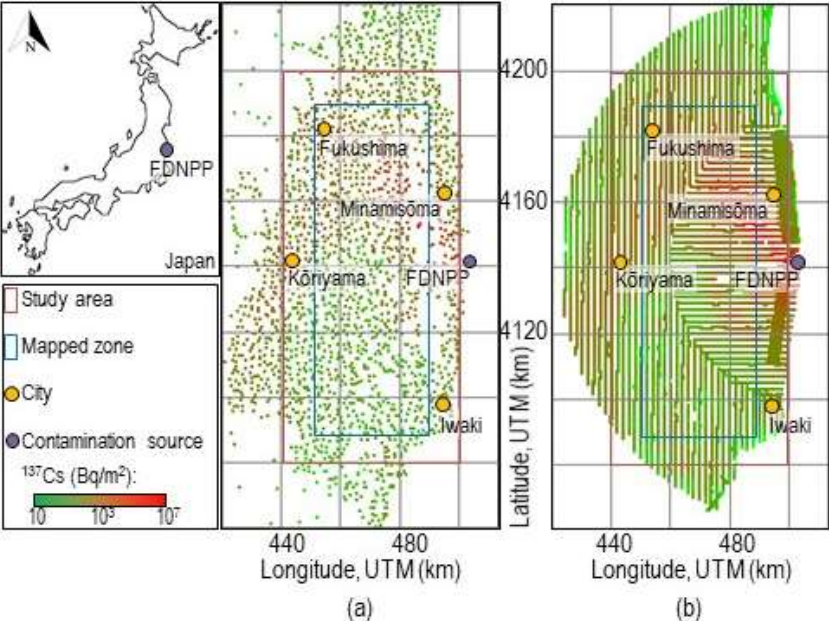 N
FDNPP
Japan
Study area
Mapped zone
City
Contamination source
¹³⁷Cs (Bq/m²):
10 10³ 10⁷
Fukushima
Minamisōma
Kōriyama
FDNPP
Iwaki
440 480
Longitude, UTM (km)
(a)
4200
4160
4120
Latitude, UTM (km)
Fukushima
Minamisōma
Kōriyama
FDNPP
Iwaki
440 480
Longitude, UTM (km)
(b)